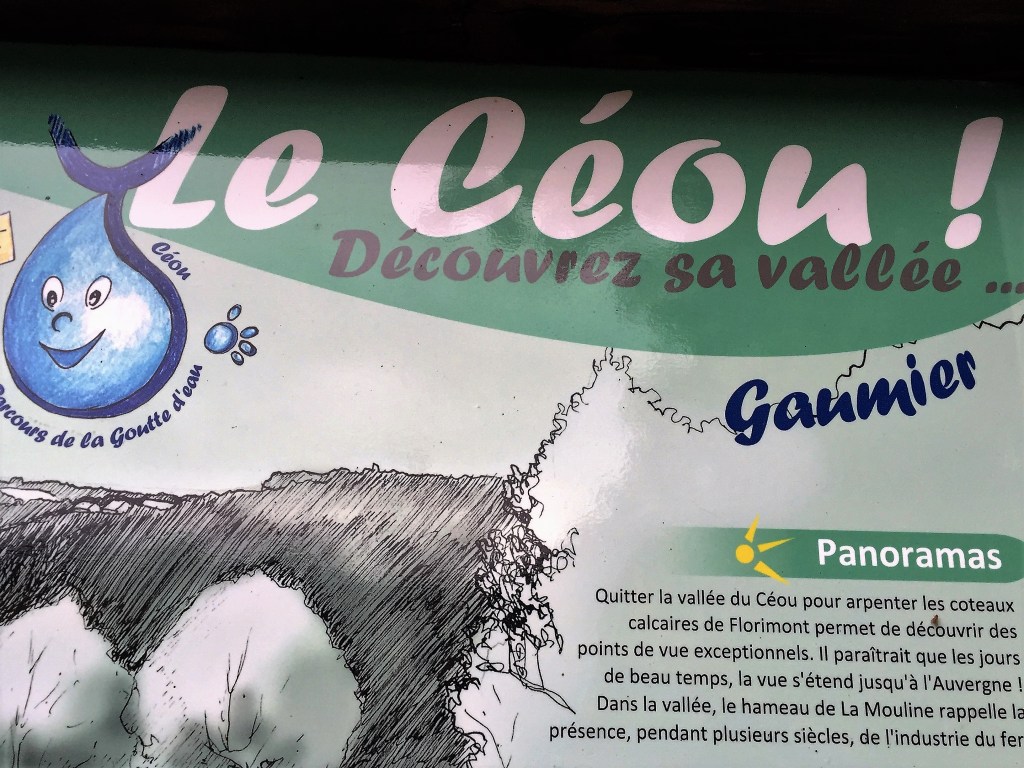 Le Céou !
Découvrez sa vallée ...
Céou
Parcours de la Goutte d'eau
Gaumier
Panoramas
Quitter la vallée du Céou pour arpenter les coteaux
calcaires de Florimont permet de découvrir des
points de vue exceptionnels. Il paraîtrait que les jours
de beau temps, la vue s'étend jusqu'à l'Auvergne !
Dans la vallée, le hameau de La Mouline rappelle la
présence, pendant plusieurs siècles, de l'industrie du fer